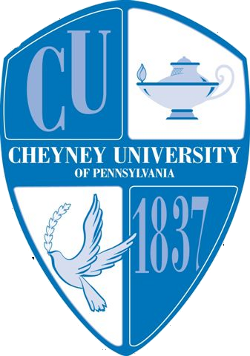 CU
CHEYNEY UNIVERSITY
OF PENNSYLVANIA
1837